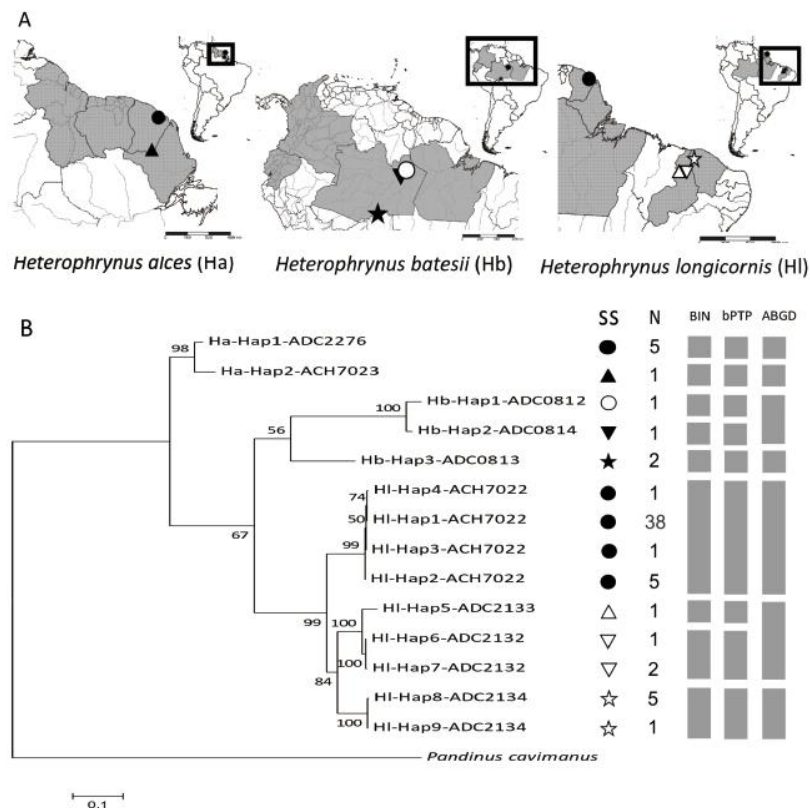 A
Heterophrynus alces (Ha)
Heterophrynus batesii (Hb)
Heterophrynus longicornis (Hl)
B
SS N BIN bPTP ABGD
98
Ha-Hap1-ADC2276 5
Ha-Hap2-ACH7023 1
100
Hb-Hap1-ADC0812 1
Hb-Hap2-ADC0814 1
56
Hb-Hap3-ADC0813 2
74
Hl-Hap4-ACH7022 1
50
Hl-Hap1-ACH7022 38
67
99
Hl-Hap3-ACH7022 1
Hl-Hap2-ACH7022 5
99
100
Hl-Hap5-ADC2133 1
Hl-Hap6-ADC2132 1
100
Hl-Hap7-ADC2132 2
84
Hl-Hap8-ADC2134 5
100
Hl-Hap9-ADC2134 1
Pandinus cavimanus
0.1